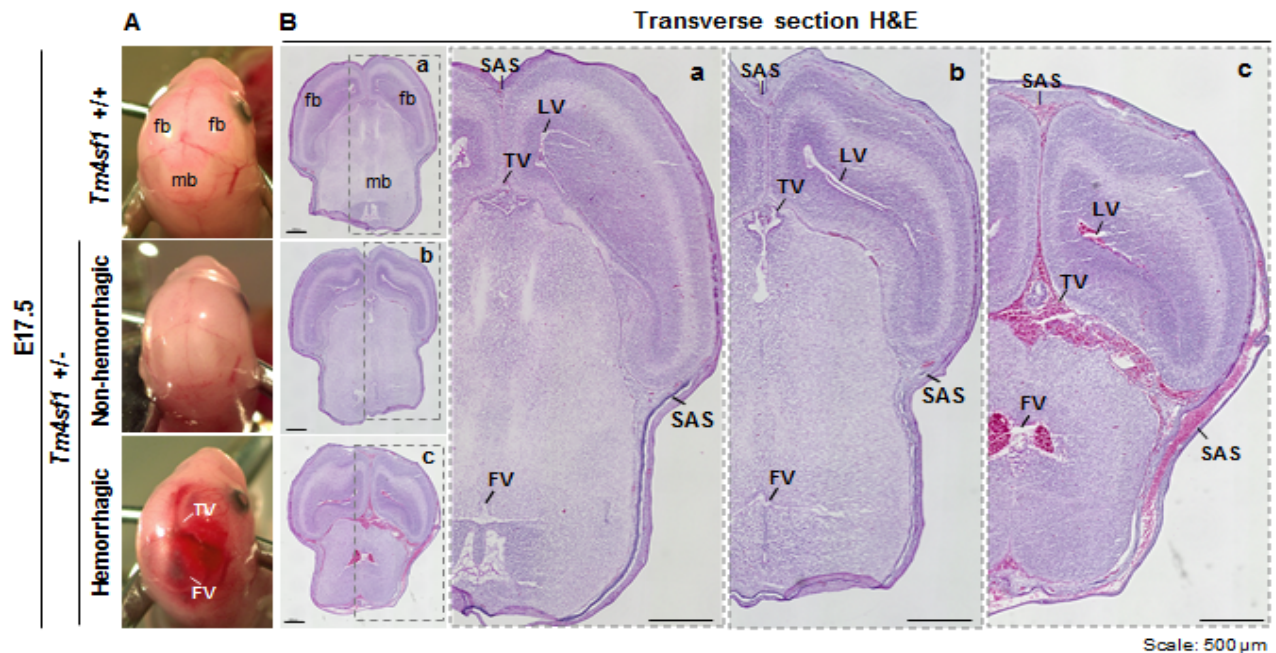 A
B
Transverse section H&E
E17.5
Tm4sf1 +/+
Tm4sf1 +/-
Non-hemorrhagic
Hemorrhagic
fb
fb
mb
TV
FV
a
fb
fb
mb
b
c
a
SAS
LV
TV
SAS
FV
b
SAS
LV
TV
SAS
FV
c
SAS
LV
TV
FV
SAS
Scale: 500 µm